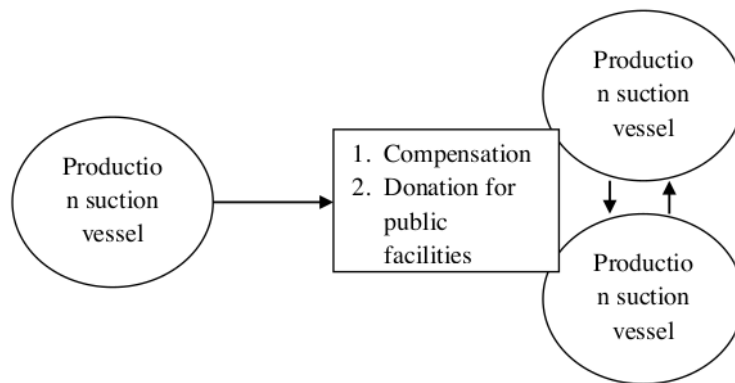 Productio
n suction
vessel
1. Compensation
2. Donation for
public
facilities
Productio
n suction
vessel
Productio
n suction
vessel